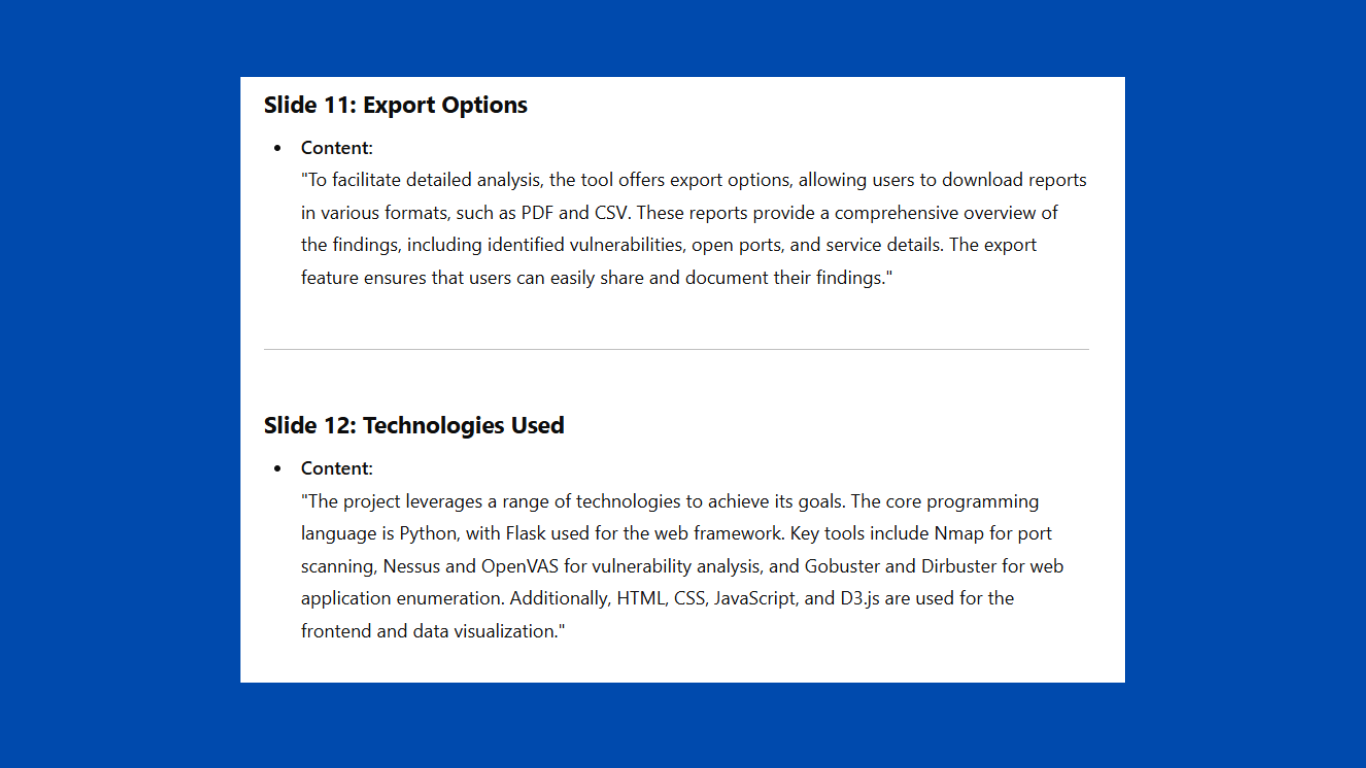 Slide 11: Export Options
• Content:
"To facilitate detailed analysis, the tool offers export options, allowing users to download reports
in various formats, such as PDF and CSV. These reports provide a comprehensive overview of
the findings, including identified vulnerabilities, open ports, and service details. The export
feature ensures that users can easily share and document their findings."
Slide 12: Technologies Used
• Content:
"The project leverages a range of technologies to achieve its goals. The core programming
language is Python, with Flask used for the web framework. Key tools include Nmap for port
scanning, Nessus and OpenVAS for vulnerability analysis, and Gobuster and Dirbuster for web
application enumeration. Additionally, HTML, CSS, JavaScript, and D3.js are used for the
frontend and data visualization."